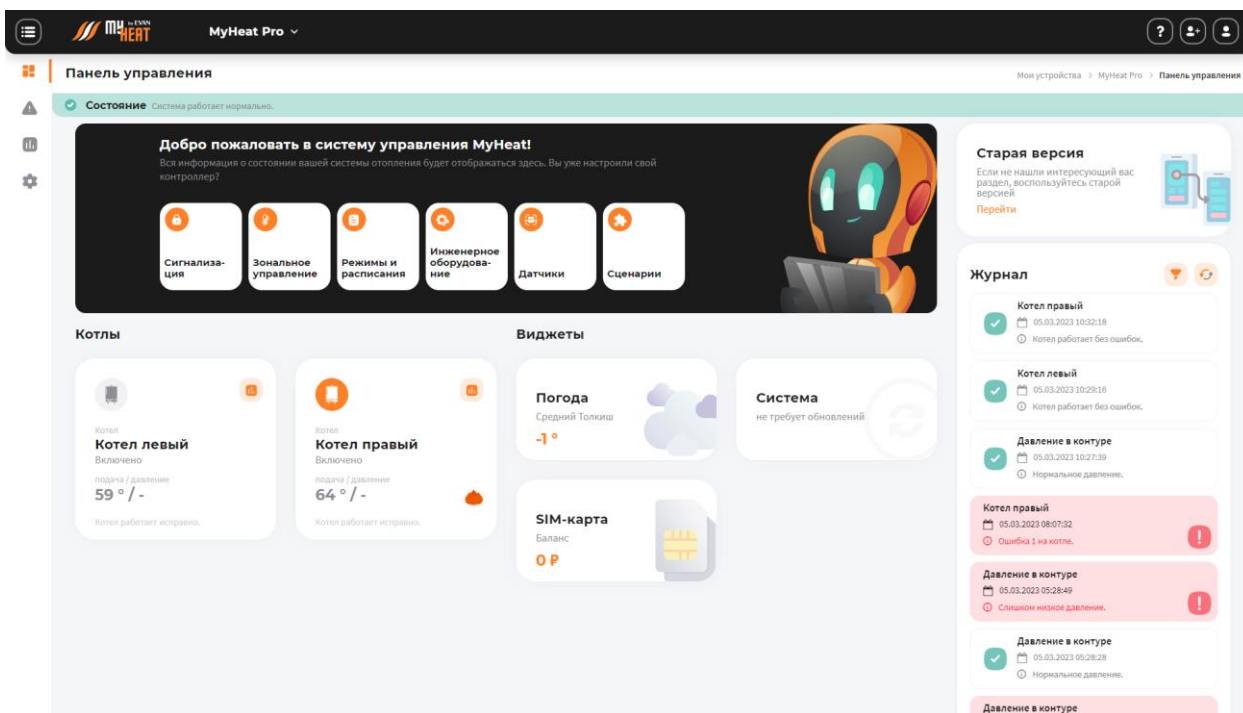 by EVAN
MYHEAT
MyHeat Pro
?
Панель управления
Мои устройства > MyHeat Pro > Панель управления
Состояние Система работает нормально.
Добро пожаловать в систему управления MyHeat!
Вся информация о состоянии вашей системы отопления будет отображаться здесь. Вы уже настроили свой
контроллер?
Сигнализа-
ция
Зональное
управление
Режимы и
расписания
Инженерное
оборудова-
ние
Датчики
Сценарии
Котлы
Котел
Котел левый
Включено
подача / давление
59 ° / -
Котел работает исправно.
Котел
Котел правый
Включено
подача / давление
64 ° / -
Котел работает исправно.
Виджеты
Погода
Средний Толкиш
-1 °
Система
не требует обновлений
SIM-карта
Баланс
0 ₽
Старая версия
Если не нашли интересующий вас
раздел, воспользуйтесь старой
версией
Перейти
Журнал
Котел правый
05.03.2023 10:32:18
Котел работает без ошибок.
Котел левый
05.03.2023 10:29:16
Котел работает без ошибок.
Давление в контуре
05.03.2023 10:27:39
Нормальное давление.
Котел правый
05.03.2023 08:07:32
Ошибка 1 на котле.
Давление в контуре
05.03.2023 05:28:49
Слишком низкое давление.
Давление в контуре
05.03.2023 05:28:28
Нормальное давление.
Давление в контуре